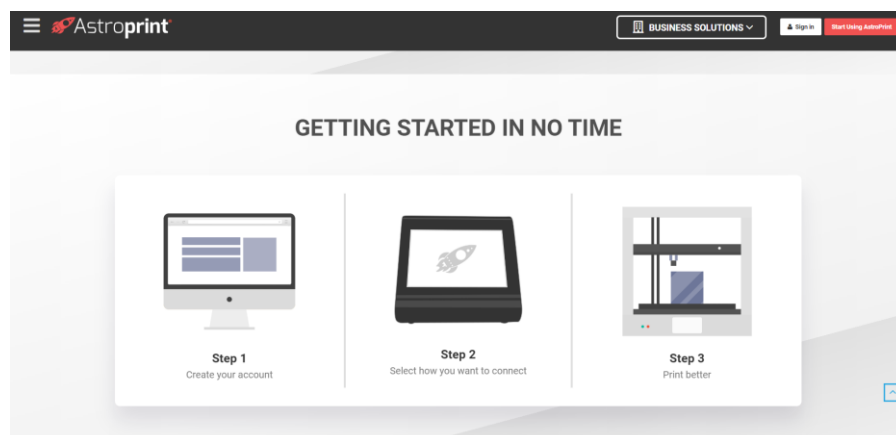 Astroprint
BUSINESS SOLUTIONS
Sign in
Start Using AstroPrint
GETTING STARTED IN NO TIME
Step 1
Create your account
Step 2
Select how you want to connect
Step 3
Print better